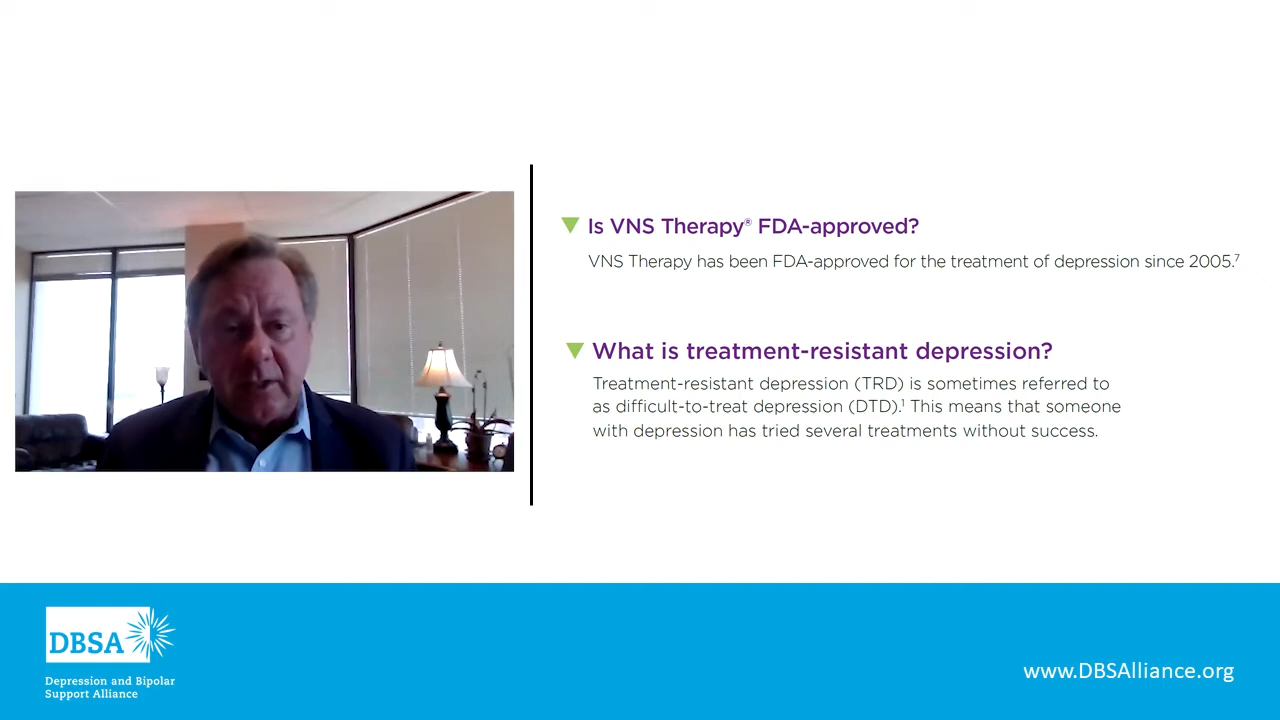 Is VNS Therapy® FDA-approved?
VNS Therapy has been FDA-approved for the treatment of depression since 2005.⁷
What is treatment-resistant depression?
Treatment-resistant depression (TRD) is sometimes referred to
as difficult-to-treat depression (DTD).¹ This means that someone
with depression has tried several treatments without success.
DBSA
Depression and Bipolar
Support Alliance
www.DBSAlliance.org